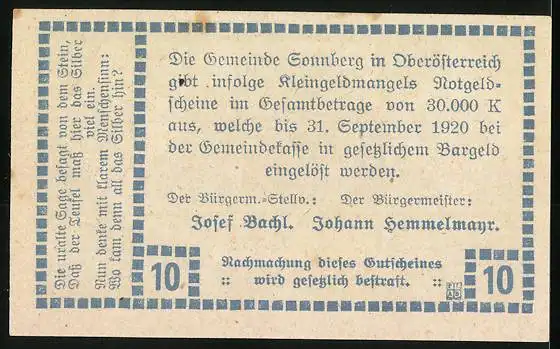 Die uralte Sage besagt von dem Stein,
Daß der Teufel maß hier das Silber
viel ein.
Nun denke mit klarem Menschensinn:
Wo kam denn all das Silber hin?
Die Gemeinde Sonnberg in Oberösterreich
gibt infolge Kleingeldmangels Notgeld-
scheine im Gesamtbetrage von 30.000 K
aus, welche bis 31. September 1920 bei
der Gemeindekasse in gesetzlichem Bargeld
eingelöst werden.
Der Bürgerm.-Stellv.: Der Bürgermeister:
Josef Bachl. Johann Hemmelmayr.
10 Nachmachung dieses Gutscheines 10
:: wird gesetzlich bestraft. ::